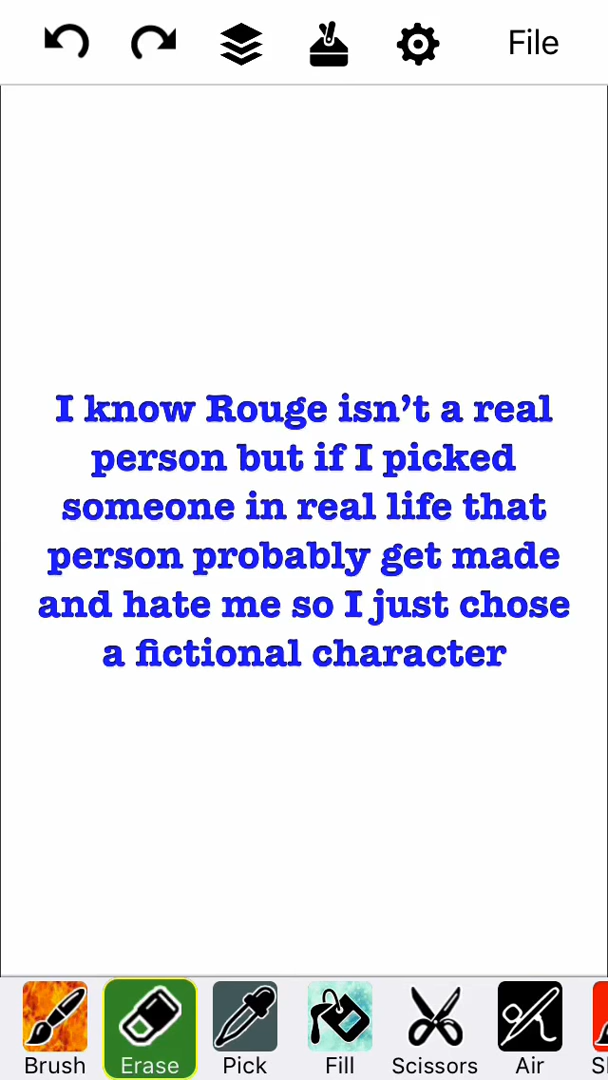 File
I know Rouge isn’t a real
person but if I picked
someone in real life that
person probably get made
and hate me so I just chose
a fictional character
Brush Erase Pick Fill Scissors Air